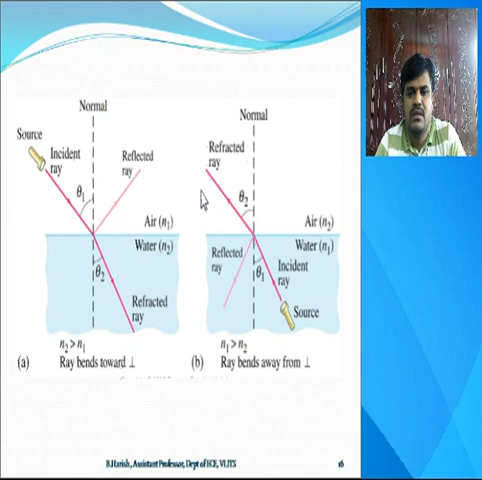 Normal
Source
Incident
ray
Reflected
ray
θ1
Air (n1)
Water (n2)
θ2
Refracted
ray
n2 > n1
(a) Ray bends toward ⊥
Normal
Refracted
ray
θ2
Air (n2)
Water (n1)
Reflected
ray
θ1
Incident
ray
Source
n1 > n2
(b) Ray bends away from ⊥
B.Harish , Assistant Professor, Dept of ECE, VLITS
16